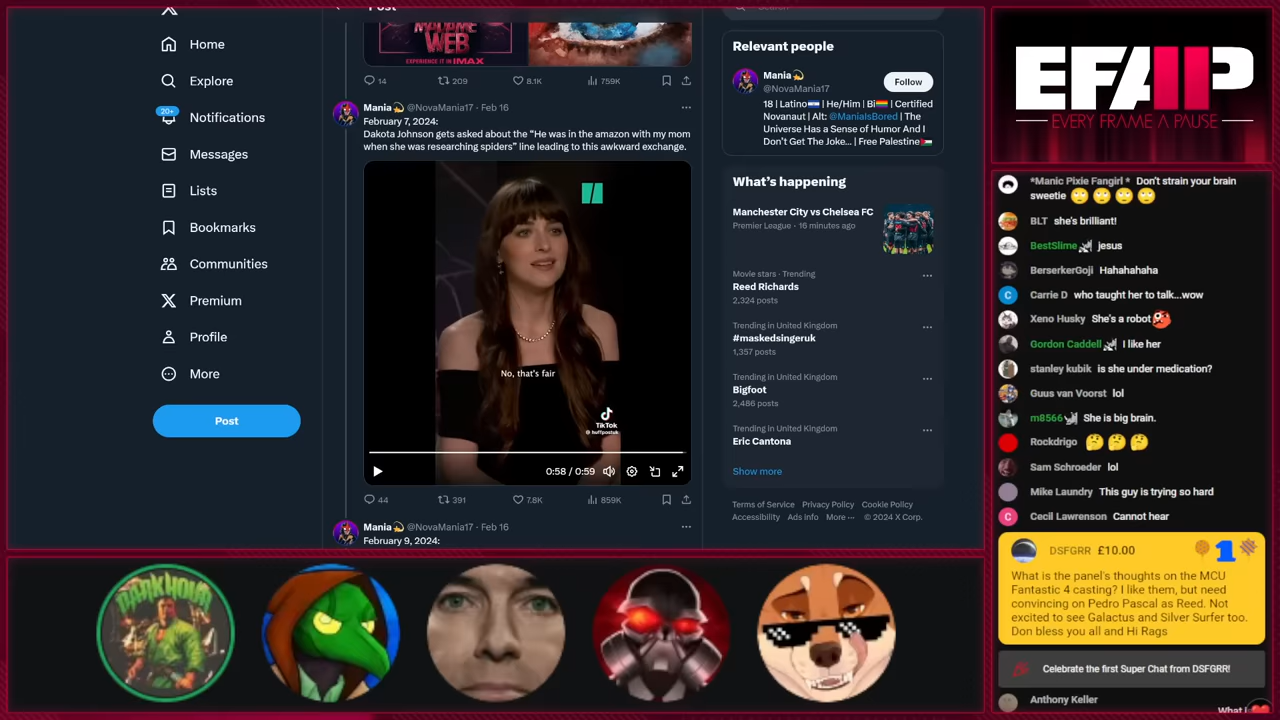 Post
Search
MADAME
WEB
EXPERIENCE IT IN IMAX
14
209
8.1K
759K
Home
Explore
20+
Notifications
Messages
Lists
Bookmarks
Communities
Premium
Profile
More
Post
Mania @NovaMania17 · Feb 16
February 7, 2024:
Dakota Johnson gets asked about the “He was in the amazon with my mom
when she was researching spiders” line leading to this awkward exchange.
No, that's fair
TikTok
@ huffpostuk
0:58 / 0:59
44
391
7.8K
859K
Mania @NovaMania17 · Feb 16
February 9, 2024:
Relevant people
Mania
@NovaMania17
Follow
18 | Latino | He/Him | Bi | Certified
Novanaut | Alt: @ManiaIsBored | The
Universe Has a Sense of Humor And I
Don't Get The Joke... | Free Palestine
What's happening
Manchester City vs Chelsea FC
Premier League · 16 minutes ago
Movie stars · Trending
Reed Richards
2,324 posts
Trending in United Kingdom
#maskedsingeruk
1,357 posts
Trending in United Kingdom
Bigfoot
2,486 posts
Trending in United Kingdom
Eric Cantona
Show more
Terms of Service Privacy Policy Cookie Policy
Accessibility Ads info More ··· © 2024 X Corp.
EFAP
EVERY FRAME A PAUSE
*Manic Pixie Fangirl * Don't strain your brain
sweetie
BLT she's brilliant!
BestSlime jesus
BerserkerGoji Hahahahaha
Carrie D who taught her to talk...wow
Xeno Husky She's a robot
Gordon Caddell I like her
stanley kubik is she under medication?
Guus van Voorst lol
m8566 She is big brain.
Rockdrigo
Sam Schroeder lol
Mike Laundry This guy is trying so hard
Cecil Lawrenson Cannot hear
DSFGRR £10.00
1
What is the panel's thoughts on the MCU
Fantastic 4 casting? I like them, but need
convincing on Pedro Pascal as Reed. Not
excited to see Galactus and Silver Surfer too.
Don bless you all and Hi Rags
Celebrate the first Super Chat from DSFGRR!
Anthony Keller
DARKHOUR